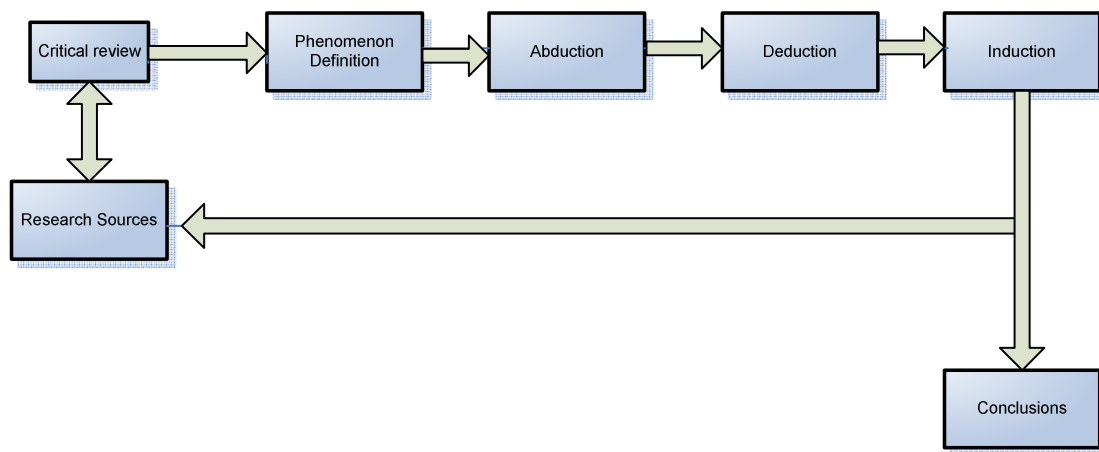 Critical review
Phenomenon
Definition
Abduction
Deduction
Induction
Research Sources
Conclusions